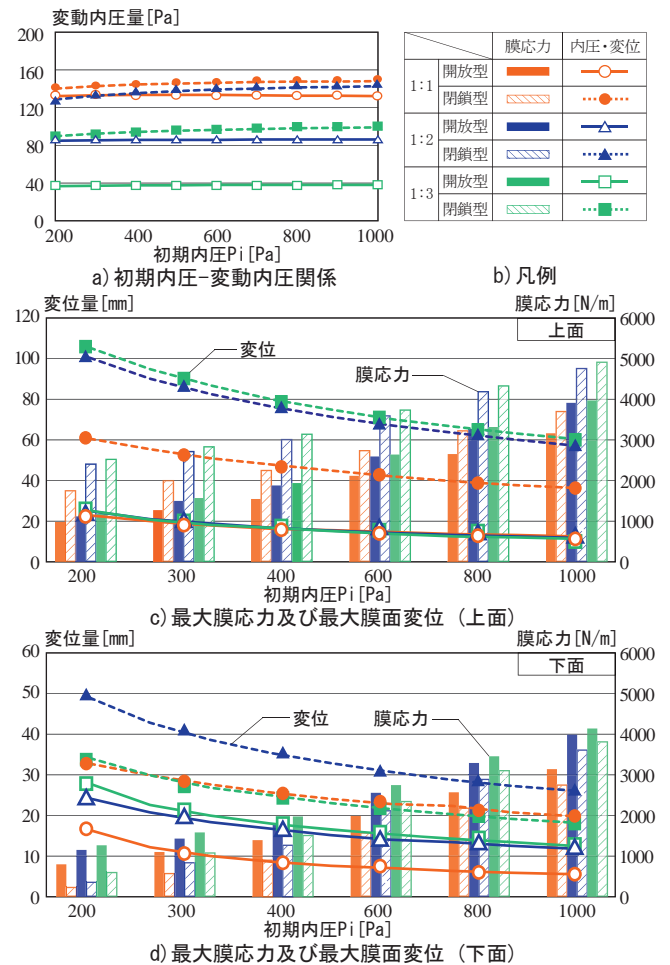 変動内圧量[Pa]
200
160
120
80
40
0
200 400 600 800 1000
初期内圧Pi[Pa]
a)初期内圧-変動内圧関係
膜応力 内圧・変位
1:1 開放型
閉鎖型
1:2 開放型
閉鎖型
1:3 開放型
閉鎖型
b)凡例
変位量[mm] 膜応力[N/m]
上面
変位
膜応力
120
100
80
60
40
20
0
6000
5000
4000
3000
2000
1000
0
200 300 400 600 800 1000
初期内圧Pi[Pa]
c)最大膜応力及び最大膜面変位 (上面)
変位量[mm] 膜応力[N/m]
下面
変位
膜応力
60
50
40
30
20
10
0
6000
5000
4000
3000
2000
1000
0
200 300 400 600 800 1000
初期内圧Pi[Pa]
d)最大膜応力及び最大膜面変位 (下面)